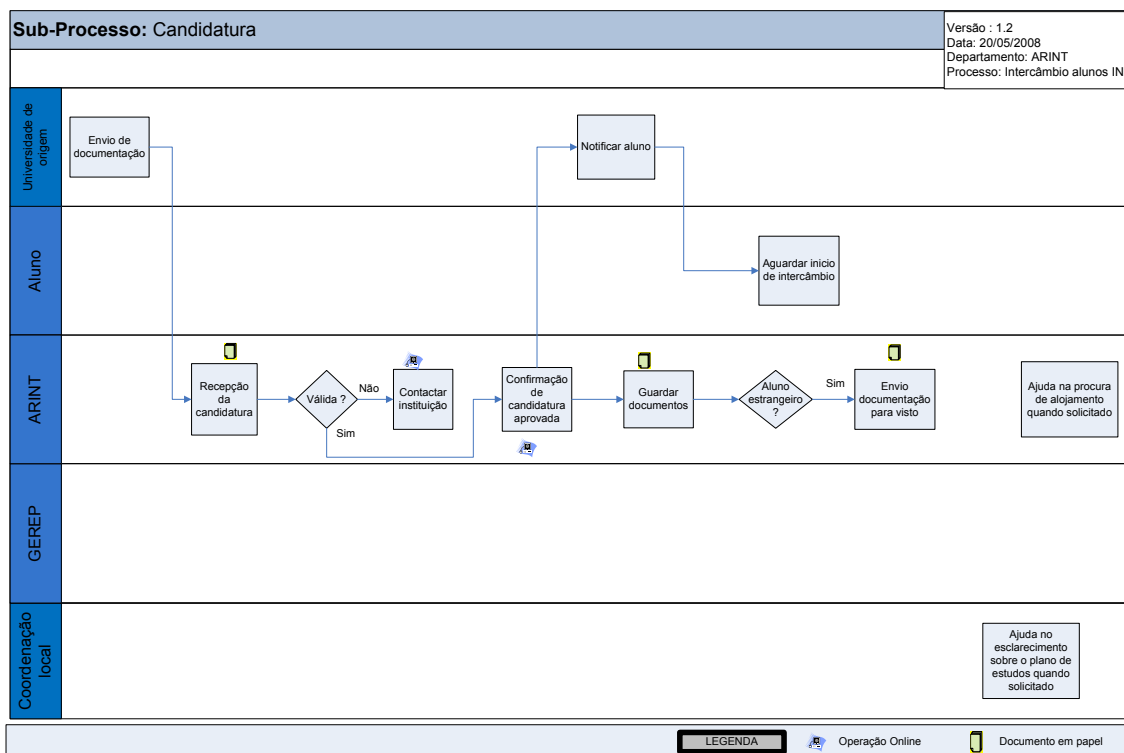 Sub-Processo: Candidatura
Versão : 1.2
Data: 20/05/2008
Departamento: ARINT
Processo: Intercâmbio alunos IN
Universidade de
origem
Envio de
documentação
Notificar aluno
Aluno
Aguardar inicio
de intercâmbio
ARINT
Recepção
da
candidatura
Válida ?
Não
Sim
Contactar
instituição
Confirmação
de
candidatura
aprovada
Guardar
documentos
Aluno
estrangeiro
?
Sim
Envio
documentação
para visto
Ajuda na procura
de alojamento
quando solicitado
GEREP
Coordenação
local
Ajuda no
esclarecimento
sobre o plano de
estudos quando
solicitado
LEGENDA
Operação Online
Documento em papel